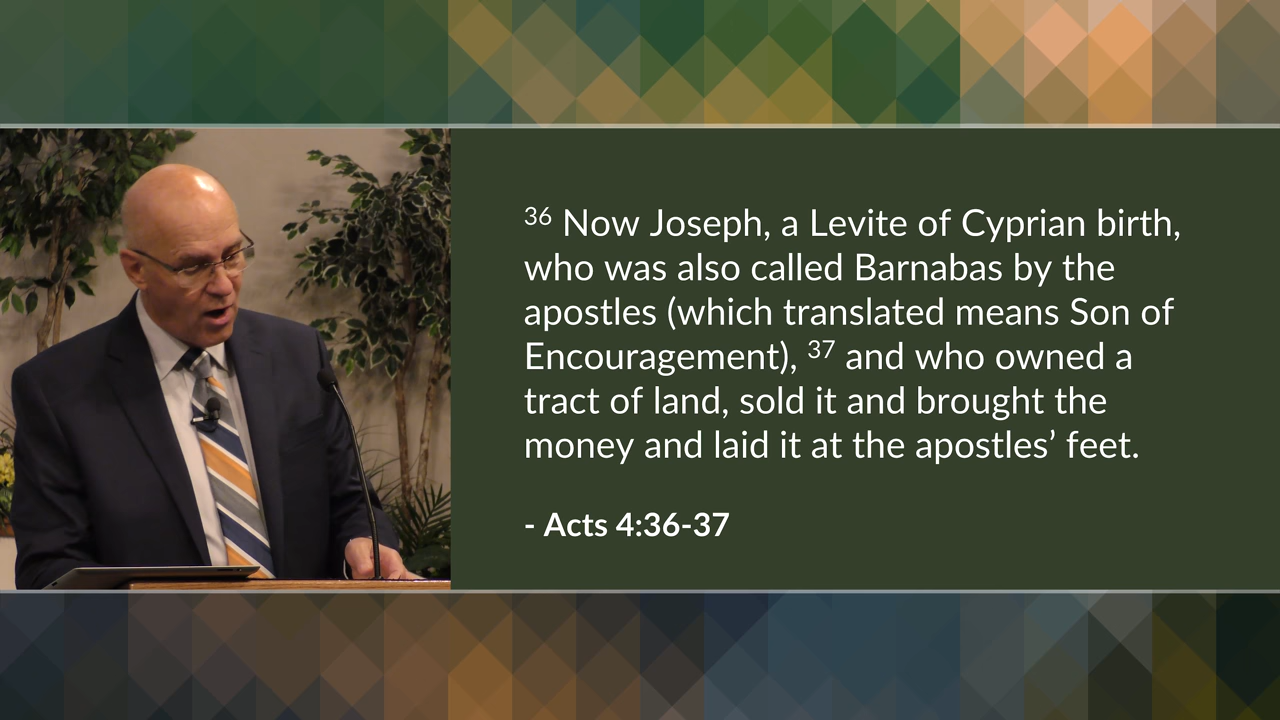 36 Now Joseph, a Levite of Cyprian birth,
who was also called Barnabas by the
apostles (which translated means Son of
Encouragement), 37 and who owned a
tract of land, sold it and brought the
money and laid it at the apostles’ feet.
- Acts 4:36-37